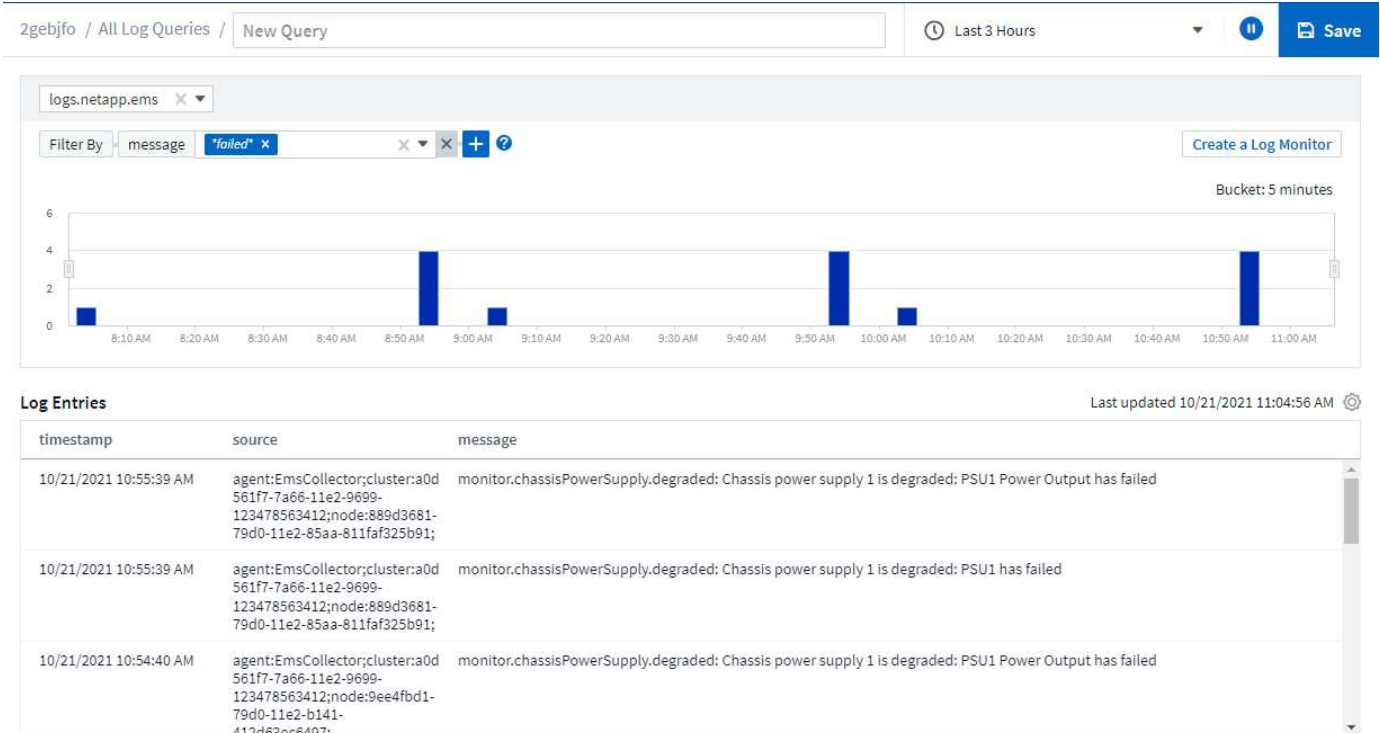 2gebjfo / All Log Queries / New Query Last 3 Hours Save
logs.netapp.ems
Filter By message *failed* Create a Log Monitor
Bucket: 5 minutes
6
4
2
0
8:10 AM 8:20 AM 8:30 AM 8:40 AM 8:50 AM 9:00 AM 9:10 AM 9:20 AM 9:30 AM 9:40 AM 9:50 AM 10:00 AM 10:10 AM 10:20 AM 10:30 AM 10:40 AM 10:50 AM 11:00 AM
Log Entries Last updated 10/21/2021 11:04:56 AM
timestamp source message
10/21/2021 10:55:39 AM agent:EmsCollector;cluster:a0d monitor.chassisPowerSupply.degraded: Chassis power supply 1 is degraded: PSU1 Power Output has failed
561f7-7a66-11e2-9699-
123478563412;node:889d3681-
79d0-11e2-85aa-811faf325b91;
10/21/2021 10:55:39 AM agent:EmsCollector;cluster:a0d monitor.chassisPowerSupply.degraded: Chassis power supply 1 is degraded: PSU1 has failed
561f7-7a66-11e2-9699-
123478563412;node:889d3681-
79d0-11e2-85aa-811faf325b91;
10/21/2021 10:54:40 AM agent:EmsCollector;cluster:a0d monitor.chassisPowerSupply.degraded: Chassis power supply 1 is degraded: PSU1 Power Output has failed
561f7-7a66-11e2-9699-
123478563412;node:9ee4fbd1-
79d0-11e2-b141-
412d63ec6497;